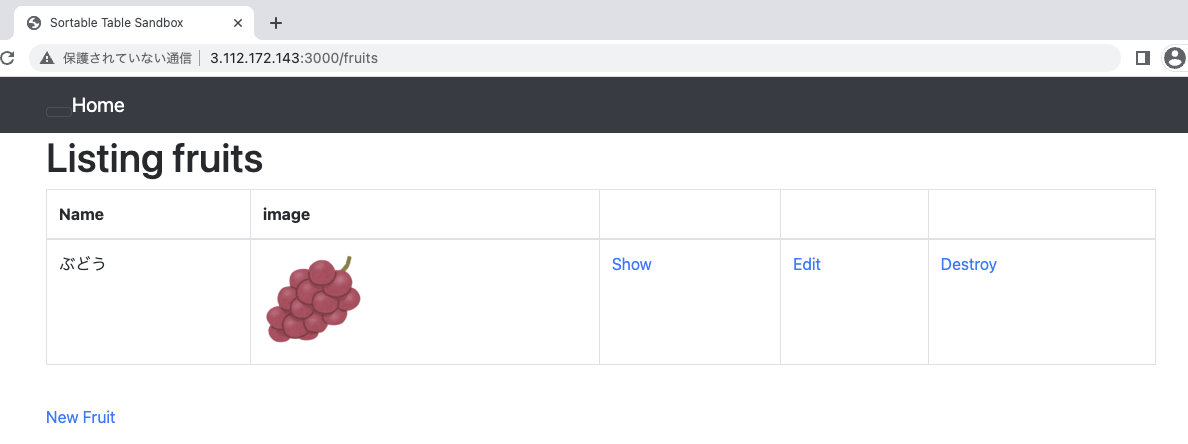 Sortable Table Sandbox
保護されていない通信 3.112.172.143:3000/fruits
Home
Listing fruits
Name image
ぶどう Show Edit Destroy
New Fruit